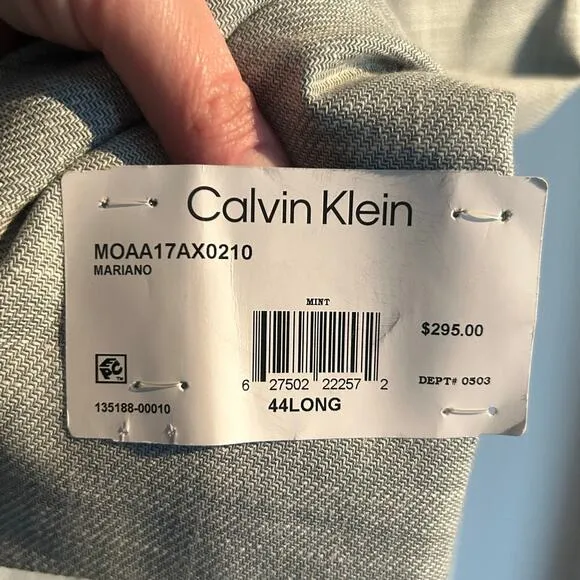 Calvin Klein
MOAA17AX0210
MARIANO
MINT
$295.00
6 27502 22257 2
DEPT# 0503
135188-00010
44LONG